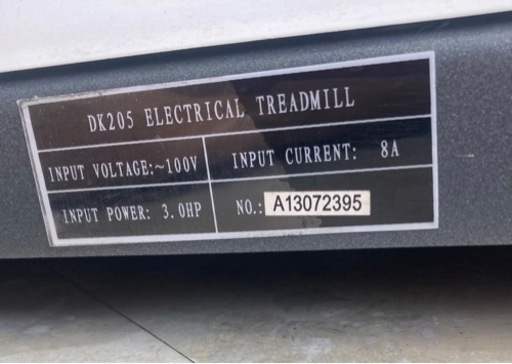 DK205 ELECTRICAL TREADMILL
INPUT VOLTAGE:~100V
INPUT CURRENT: 8A
INPUT POWER: 3.0HP
NO.: A13072395